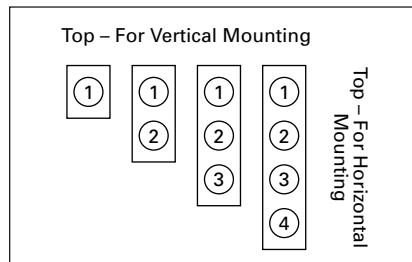 Top – For Vertical Mounting
1 1 1 1
2 2 2
3 3
4
Top – For Horizontal
Mounting